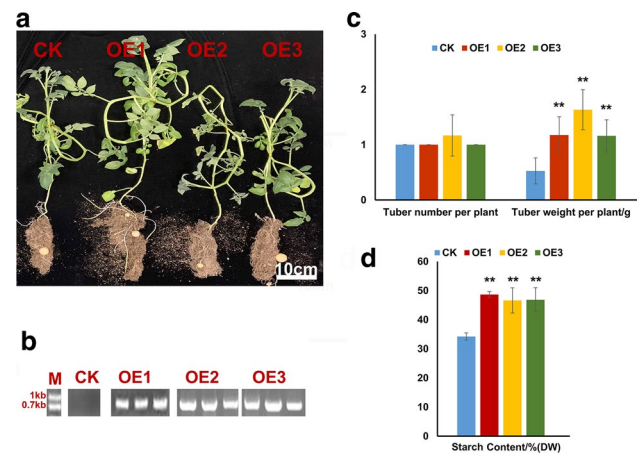 a
CK OE1 OE2 OE3
10cm
b
M CK OE1 OE2 OE3
1kb
0.7kb
c
3
CK OE1 OE2 OE3
2
1
0
** ** **
Tuber number per plant Tuber weight per plant/g
d
CK OE1 OE2 OE3
60
50
40
30
20
10
0
** ** **
Starch Content/%(DW)